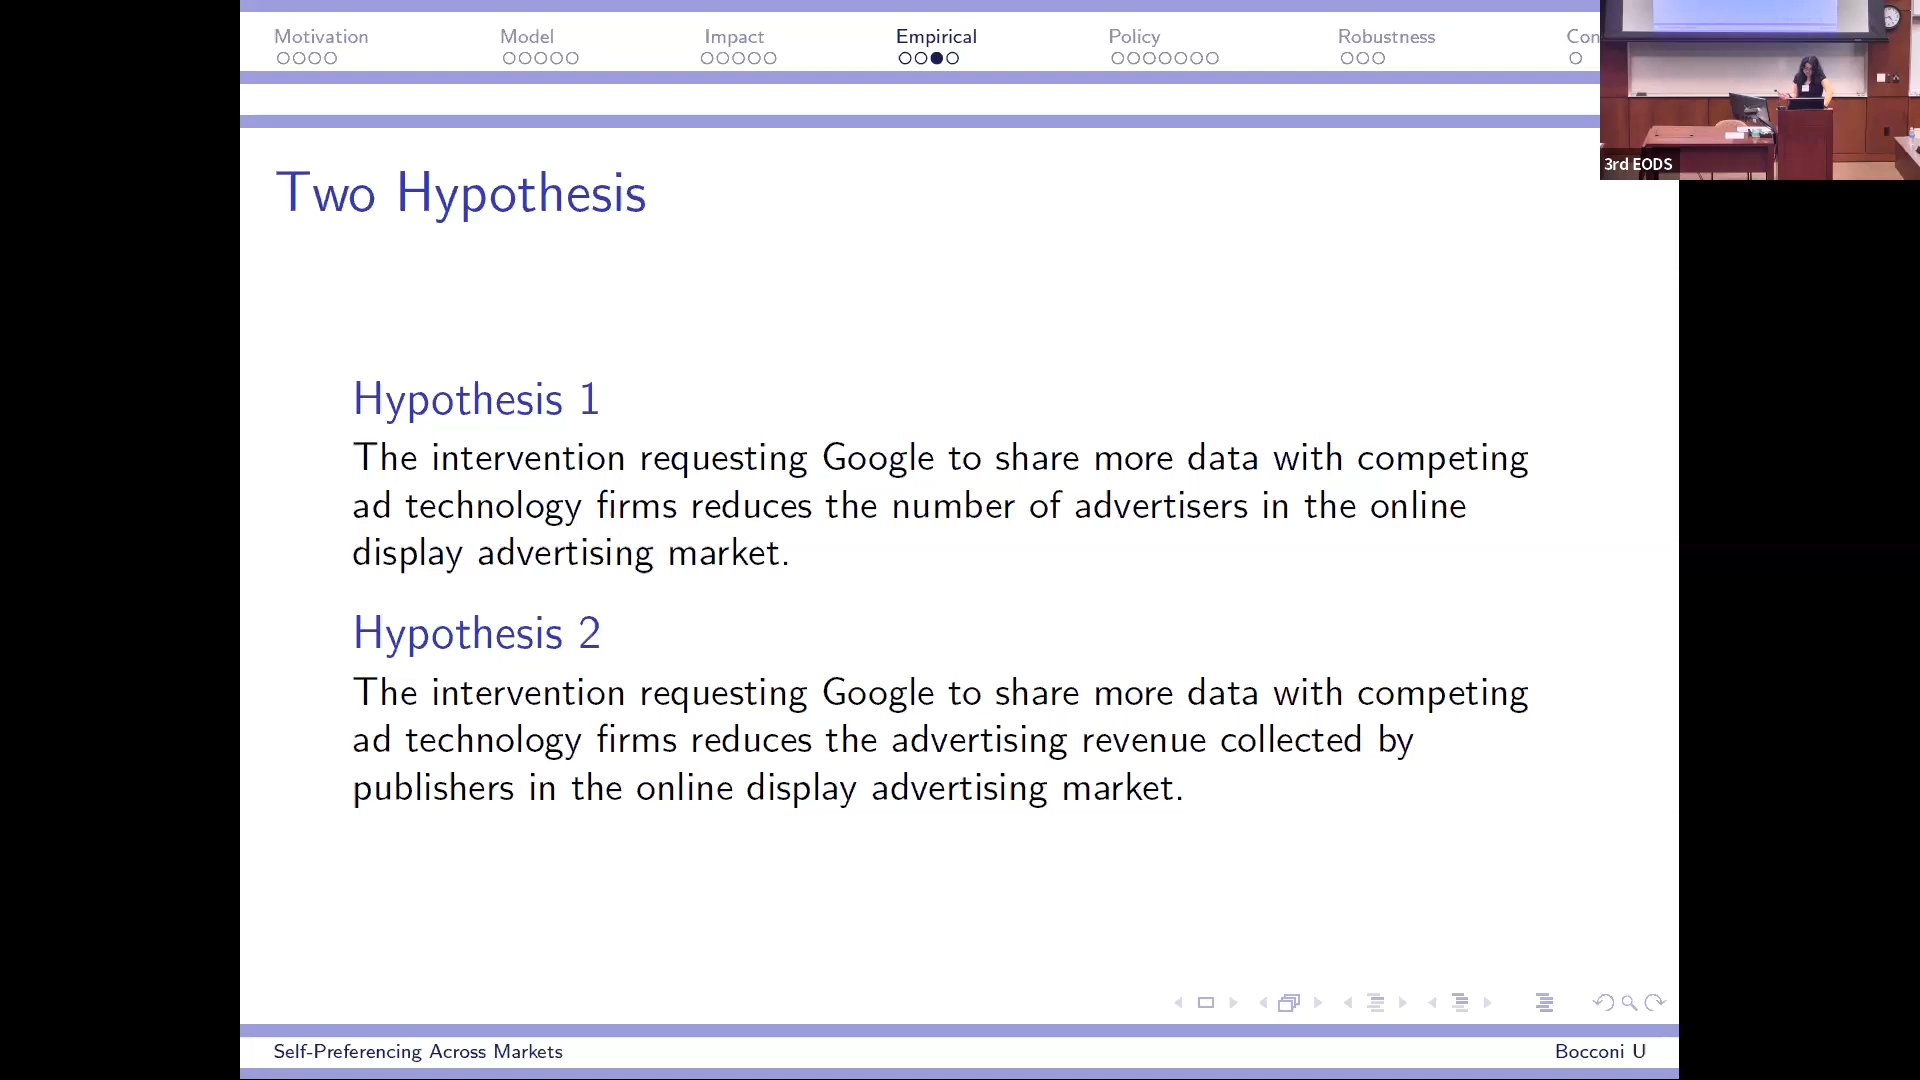 Motivation
Model
Impact
Empirical
Policy
Robustness
Con
3rd EODS
Two Hypothesis
Hypothesis 1
The intervention requesting Google to share more data with competing
ad technology firms reduces the number of advertisers in the online
display advertising market.
Hypothesis 2
The intervention requesting Google to share more data with competing
ad technology firms reduces the advertising revenue collected by
publishers in the online display advertising market.
Self-Preferencing Across Markets
Bocconi U